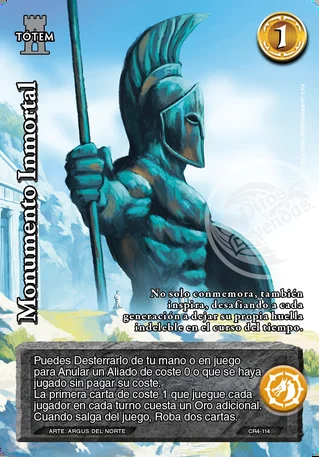 TÓTEM
1
Monumento Inmortal
No solo conmemora, también
inspira, desafiando a cada
generación a dejar su propia huella
indeleble en el curso del tiempo.
Puedes Desterrarlo de tu mano o en juego
para Anular un Aliado de coste 0 o que se haya
jugado sin pagar su coste.
La primera carta de coste 1 que juegue cada
jugador en cada turno cuesta un Oro adicional.
Cuando salga del juego, Roba dos cartas.
ARTE: ARGUS DEL NORTE
CR4-114